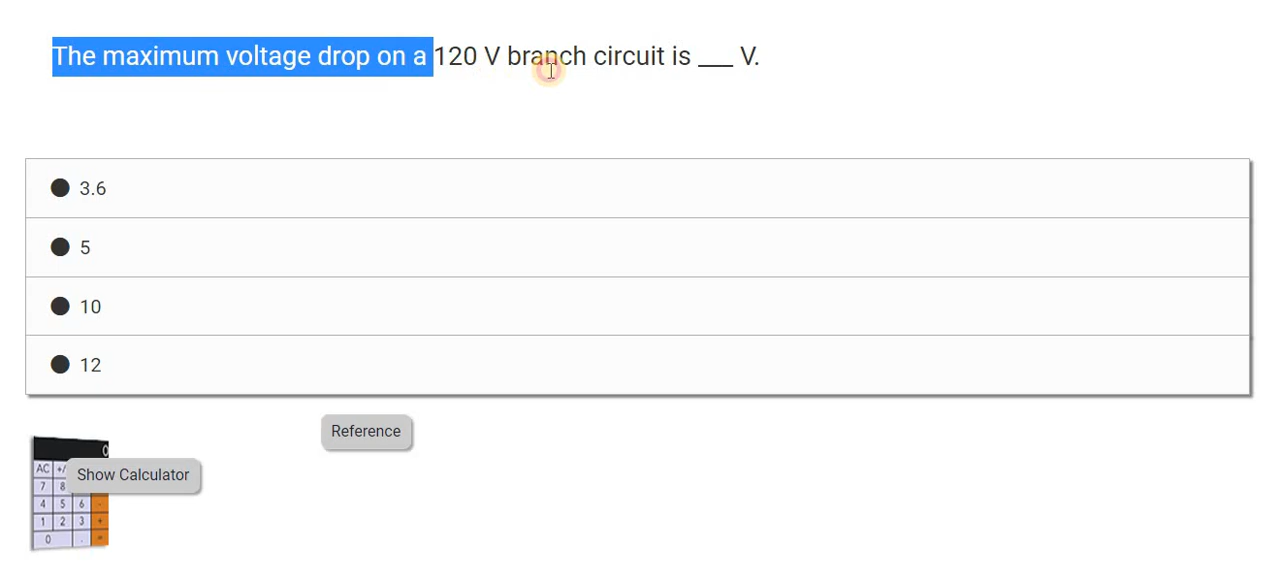 The maximum voltage drop on a 120 V branch circuit is ___ V.
3.6
5
10
12
Reference
0
AC +/
Show Calculator
7 8
4 5 6 -
1 2 3 +
0 . =